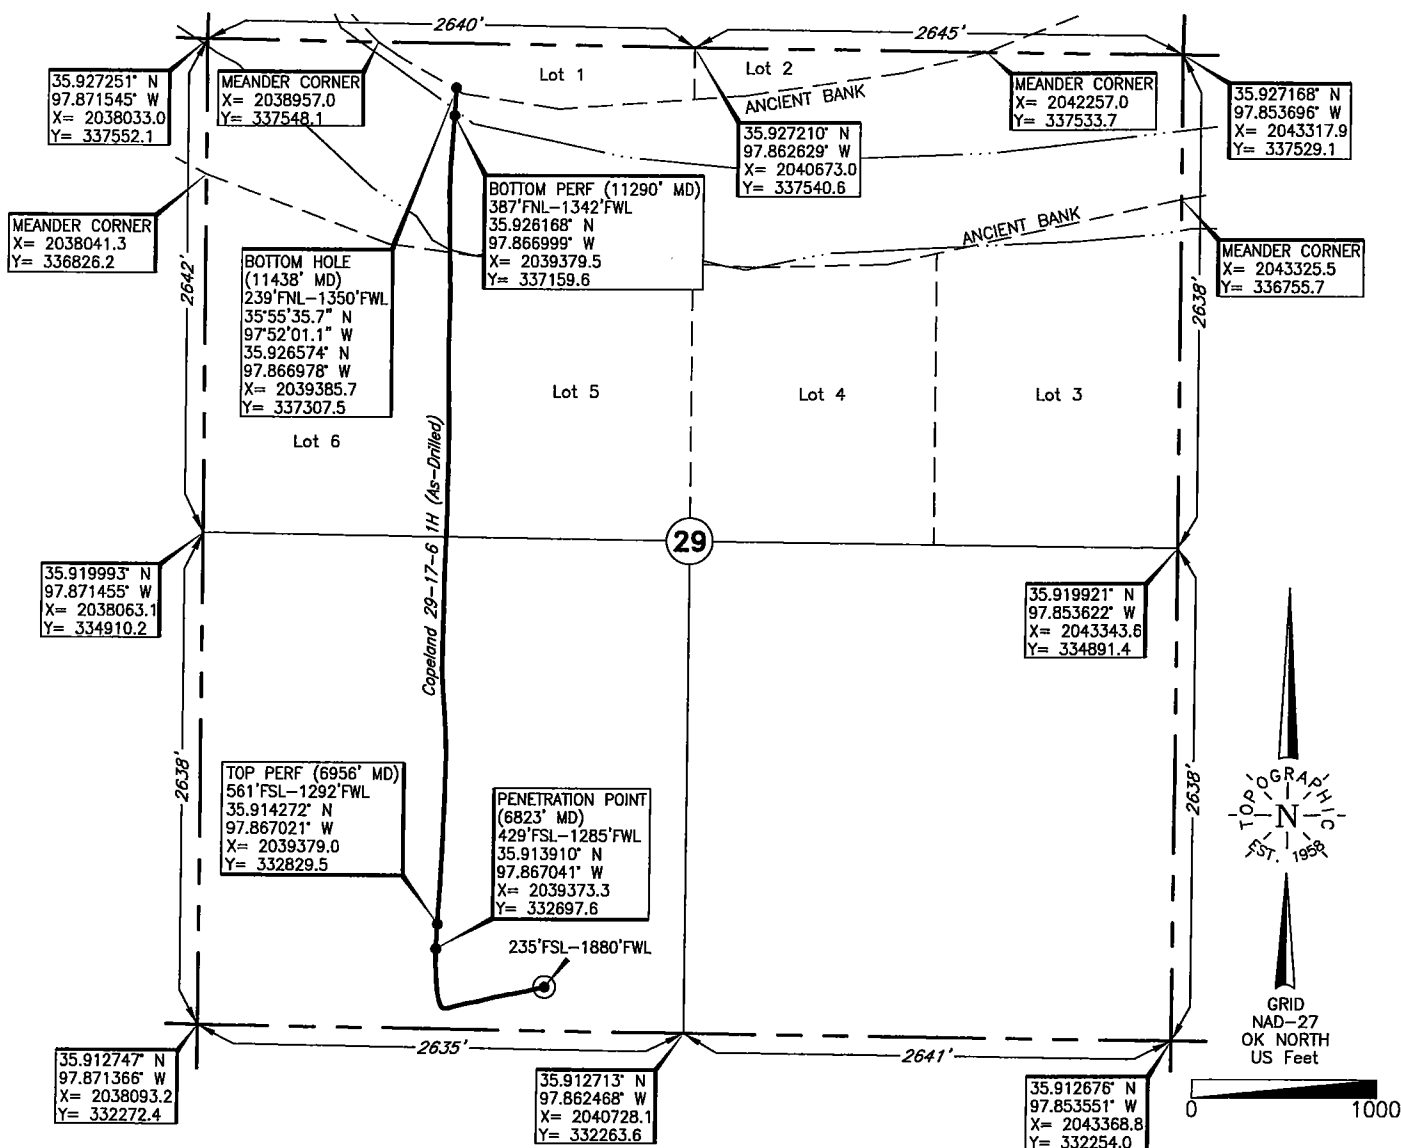 2640'
2645'
35.927251° N
97.871545° W
X= 2038033.0
Y= 337552.1
MEANDER CORNER
X= 2038957.0
Y= 337548.1
Lot 1
Lot 2
ANCIENT BANK
MEANDER CORNER
X= 2042257.0
Y= 337533.7
35.927168° N
97.853696° W
X= 2043317.9
Y= 337529.1
35.927210° N
97.862629° W
X= 2040673.0
Y= 337540.6
MEANDER CORNER
X= 2038041.3
Y= 336826.2
BOTTOM PERF (11290' MD)
387'FNL-1342'FWL
35.926168° N
97.866999° W
X= 2039379.5
Y= 337159.6
ANCIENT BANK
MEANDER CORNER
X= 2043325.5
Y= 336755.7
BOTTOM HOLE
(11438' MD)
239'FNL-1350'FWL
35°55'35.7" N
97°52'01.1" W
35.926574° N
97.866978° W
X= 2039385.7
Y= 337307.5
2642'
2638'
Lot 5
Lot 4
Lot 3
Lot 6
Copeland 29-17-6 1H (As-Drilled)
29
35.919993° N
97.871455° W
X= 2038063.1
Y= 334910.2
35.919921° N
97.853622° W
X= 2043343.6
Y= 334891.4
2638'
2638'
TOP PERF (6956' MD)
561'FSL-1292'FWL
35.914272° N
97.867021° W
X= 2039379.0
Y= 332829.5
PENETRATION POINT
(6823' MD)
429'FSL-1285'FWL
35.913910° N
97.867041° W
X= 2039373.3
Y= 332697.6
235'FSL-1880'FWL
TOPOGRAPHIC
N
EST. 1958
GRID
NAD-27
OK NORTH
US Feet
0 1000
2635'
2641'
35.912747° N
97.871366° W
X= 2038093.2
Y= 332272.4
35.912713° N
97.862468° W
X= 2040728.1
Y= 332263.6
35.912676° N
97.853551° W
X= 2043368.8
Y= 332254.0